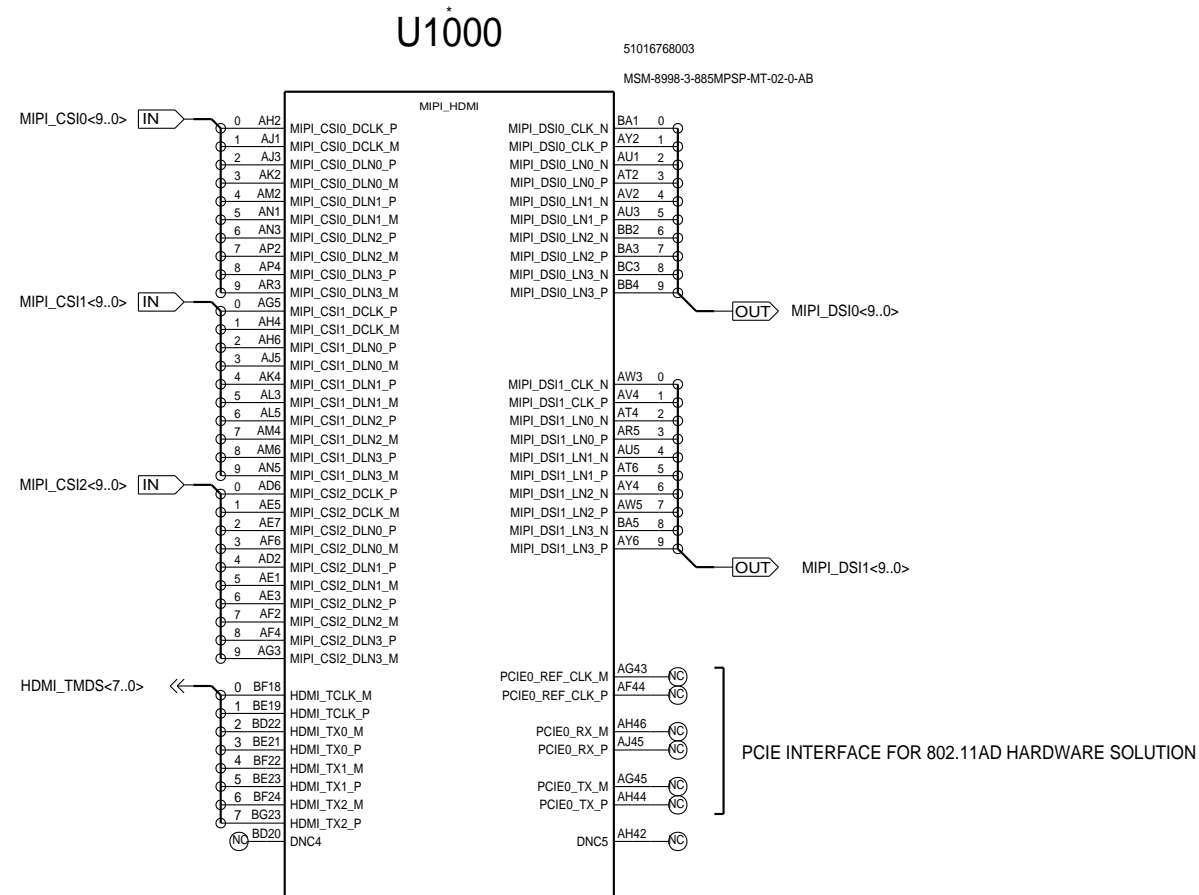 *
U1000
51016768003
MSM-8998-3-885MPSP-MT-02-0-AB
MIPI_HDMI
MIPI_CSI0<9..0> IN
0 AH2 MIPI_CSI0_DCLK_P
1 AJ1 MIPI_CSI0_DCLK_M
2 AJ3 MIPI_CSI0_DLN0_P
3 AK2 MIPI_CSI0_DLN0_M
4 AM2 MIPI_CSI0_DLN1_P
5 AN1 MIPI_CSI0_DLN1_M
6 AN3 MIPI_CSI0_DLN2_P
7 AP2 MIPI_CSI0_DLN2_M
8 AP4 MIPI_CSI0_DLN3_P
9 AR3 MIPI_CSI0_DLN3_M
MIPI_CSI1<9..0> IN
0 AG5 MIPI_CSI1_DCLK_P
1 AH4 MIPI_CSI1_DCLK_M
2 AH6 MIPI_CSI1_DLN0_P
3 AJ5 MIPI_CSI1_DLN0_M
4 AK4 MIPI_CSI1_DLN1_P
5 AL3 MIPI_CSI1_DLN1_M
6 AL5 MIPI_CSI1_DLN2_P
7 AM4 MIPI_CSI1_DLN2_M
8 AM6 MIPI_CSI1_DLN3_P
9 AN5 MIPI_CSI1_DLN3_M
MIPI_CSI2<9..0> IN
0 AD6 MIPI_CSI2_DCLK_P
1 AE5 MIPI_CSI2_DCLK_M
2 AE7 MIPI_CSI2_DLN0_P
3 AF6 MIPI_CSI2_DLN0_M
4 AD2 MIPI_CSI2_DLN1_P
5 AE1 MIPI_CSI2_DLN1_M
6 AE3 MIPI_CSI2_DLN2_P
7 AF2 MIPI_CSI2_DLN2_M
8 AF4 MIPI_CSI2_DLN3_P
9 AG3 MIPI_CSI2_DLN3_M
HDMI_TMDS<7..0>
0 BF18 HDMI_TCLK_M
1 BE19 HDMI_TCLK_P
2 BD22 HDMI_TX0_M
3 BE21 HDMI_TX0_P
4 BF22 HDMI_TX1_M
5 BE23 HDMI_TX1_P
6 BF24 HDMI_TX2_M
7 BG23 HDMI_TX2_P
NC BD20 DNC4
MIPI_DSI0_CLK_N BA1 0
MIPI_DSI0_CLK_P AY2 1
MIPI_DSI0_LN0_N AU1 2
MIPI_DSI0_LN0_P AT2 3
MIPI_DSI0_LN1_N AV2 4
MIPI_DSI0_LN1_P AU3 5
MIPI_DSI0_LN2_N BB2 6
MIPI_DSI0_LN2_P BA3 7
MIPI_DSI0_LN3_N BC3 8
MIPI_DSI0_LN3_P BB4 9
OUT MIPI_DSI0<9..0>
MIPI_DSI1_CLK_N AW3 0
MIPI_DSI1_CLK_P AV4 1
MIPI_DSI1_LN0_N AT4 2
MIPI_DSI1_LN0_P AR5 3
MIPI_DSI1_LN1_N AU5 4
MIPI_DSI1_LN1_P AT6 5
MIPI_DSI1_LN2_N AY4 6
MIPI_DSI1_LN2_P AW5 7
MIPI_DSI1_LN3_N BA5 8
MIPI_DSI1_LN3_P AY6 9
OUT MIPI_DSI1<9..0>
PCIE0_REF_CLK_M AG43 NC
PCIE0_REF_CLK_P AF44 NC
PCIE0_RX_M AH46 NC
PCIE0_RX_P AJ45 NC
PCIE0_TX_M AG45 NC
PCIE0_TX_P AH44 NC
DNC5 AH42 NC
PCIE INTERFACE FOR 802.11AD HARDWARE SOLUTION